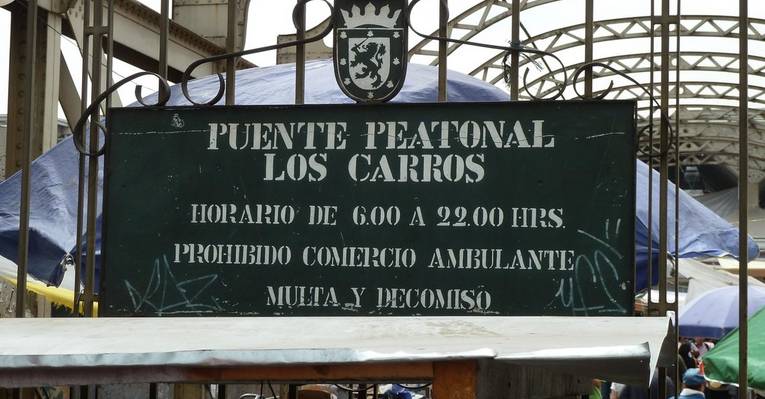 PUENTE PEATONAL
LOS CARROS
HORARIO DE 6.00 A 22.00 HRS.
PROHIBIDO COMERCIO AMBULANTE
MULTA Y DECOMISO